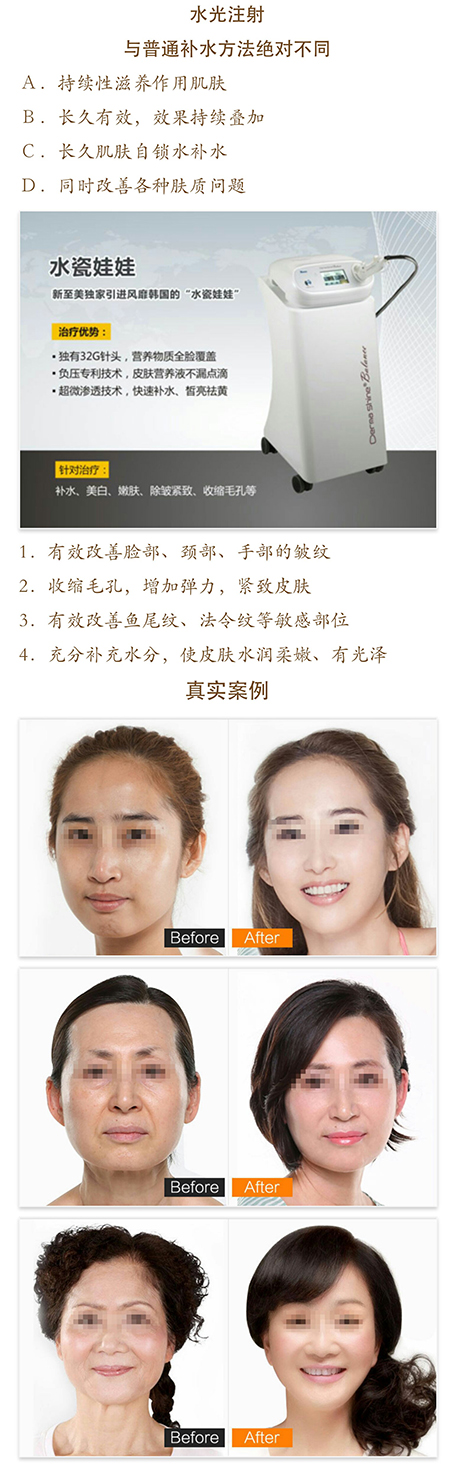 水光注射
与普通补水方法绝对不同
A. 持续性滋养作用肌肤
B. 长久有效，效果持续叠加
C. 长久肌肤自锁水补水
D. 同时改善各种肤质问题
水瓷娃娃
新至美独家引进风靡韩国的“水瓷娃娃”
治疗优势：
▪ 独有32G针头，营养物质全脸覆盖
▪ 负压专利技术，皮肤营养液不漏点滴
▪ 超微渗透技术，快速补水、皙亮祛黄
Derma Shine Balance
针对治疗：
补水、美白、嫩肤、除皱紧致、收缩毛孔等
1. 有效改善脸部、颈部、手部的皱纹
2. 收缩毛孔，增加弹力，紧致皮肤
3. 有效改善鱼尾纹、法令纹等敏感部位
4. 充分补充水分，使皮肤水润柔嫩、有光泽
真实案例
Before After
Before After
Before After